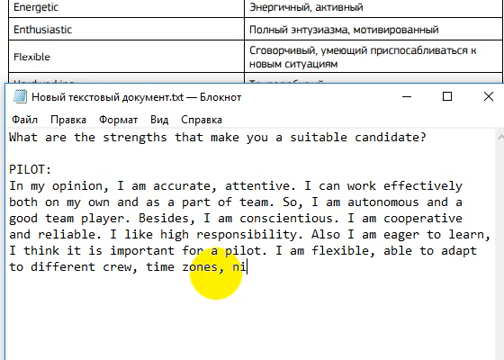 Energetic Энергичный, активный
Enthusiastic Полный энтузиазма, мотивированный
Flexible Сговорчивый, умеющий приспосабливаться к
новым ситуациям
Новый текстовый документ.txt — Блокнот
Файл Правка Формат Вид Справка
What are the strengths that make you a suitable candidate?
PILOT:
In my opinion, I am accurate, attentive. I can work effectively
both on my own and as a part of team. So, I am autonomous and a
good team player. Besides, I am conscientious. I am cooperative
and reliable. I like high responsibility. Also I am eager to learn,
I think it is important for a pilot. I am flexible, able to adapt
to different crew, time zones, ni